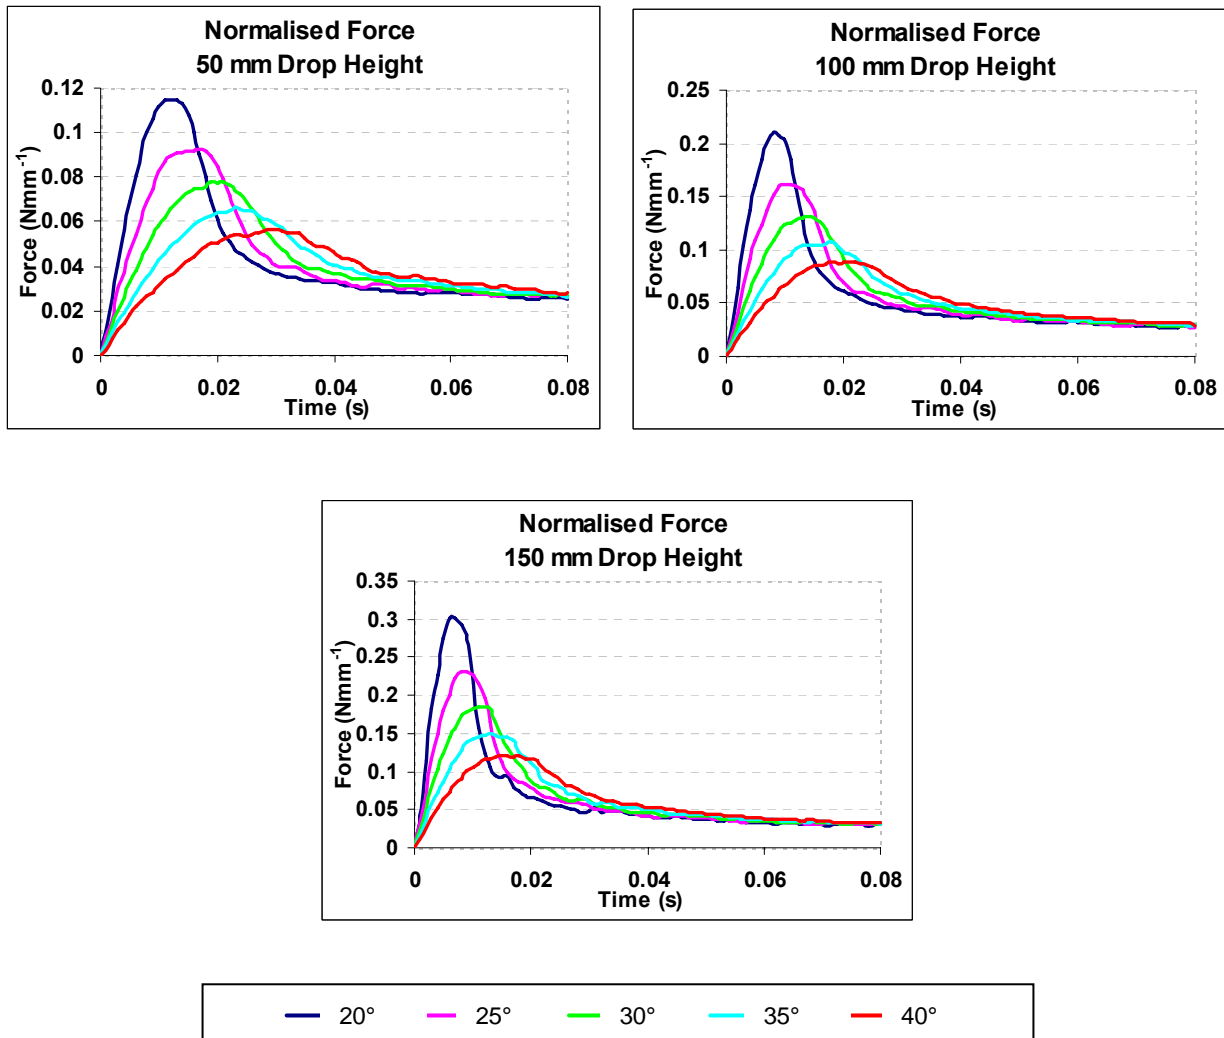 Normalised Force
50 mm Drop Height
Force (Nmm⁻¹)
0.12
0.1
0.08
0.06
0.04
0.02
0
0 0.02 0.04 0.06 0.08
Time (s)
Normalised Force
100 mm Drop Height
Force (Nmm⁻¹)
0.25
0.2
0.15
0.1
0.05
0
0 0.02 0.04 0.06 0.08
Time (s)
Normalised Force
150 mm Drop Height
Force (Nmm⁻¹)
0.35
0.3
0.25
0.2
0.15
0.1
0.05
0
0 0.02 0.04 0.06 0.08
Time (s)
20° 25° 30° 35° 40°